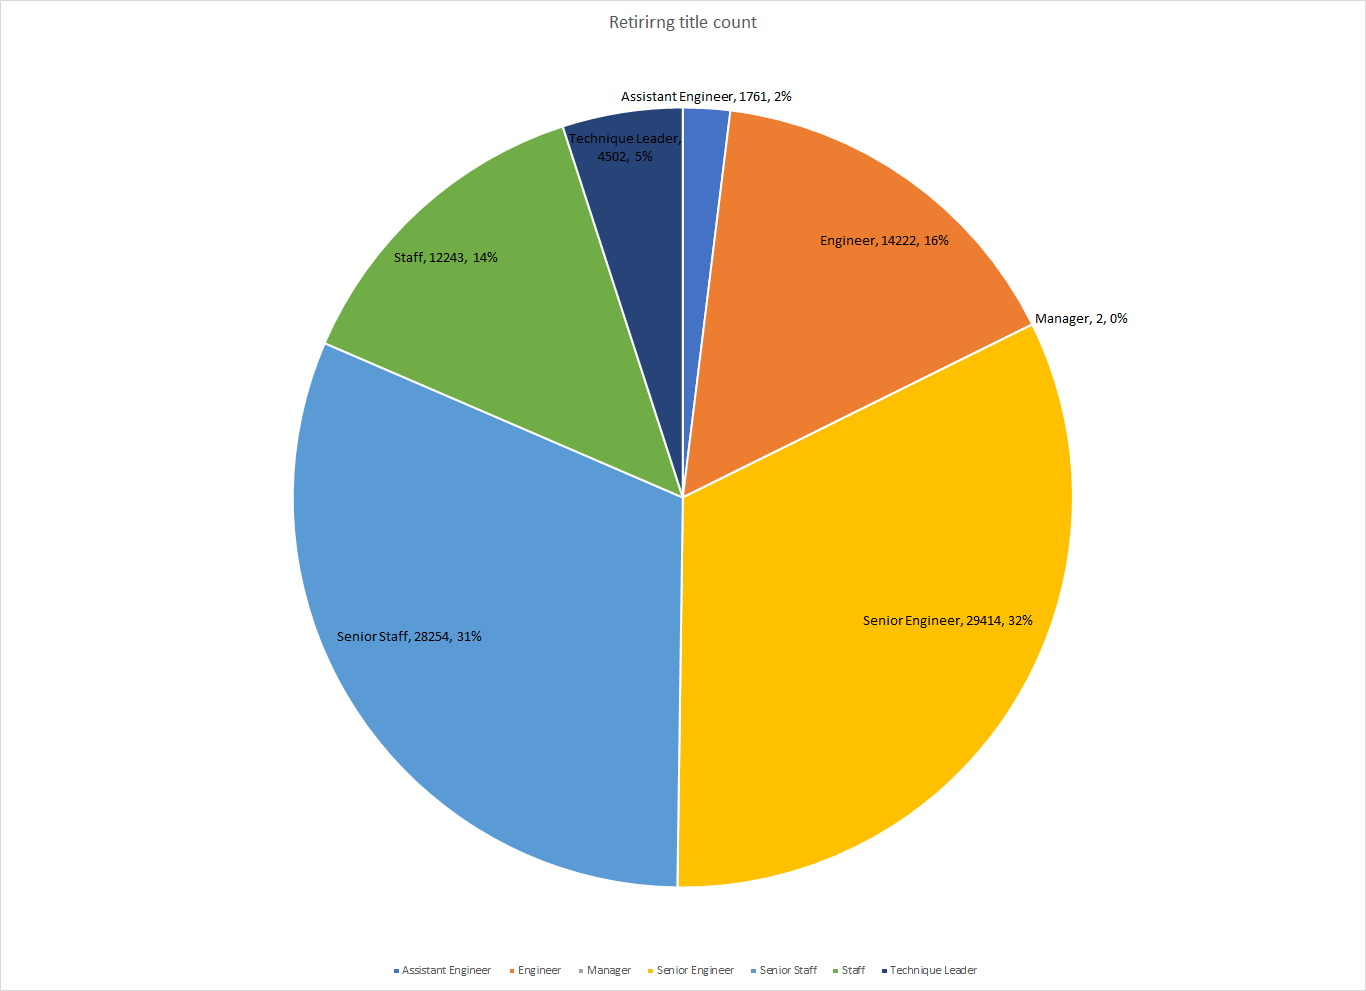 Retirirng title count
Assistant Engineer, 1761, 2%
Technique Leader,
4502, 5%
Engineer, 14222, 16%
Staff, 12243, 14%
Manager, 2, 0%
Senior Engineer, 29414, 32%
Senior Staff, 28254, 31%
Assistant Engineer Engineer Manager Senior Engineer Senior Staff Staff Technique Leader